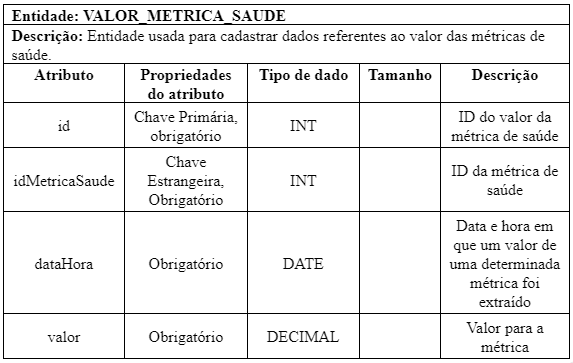 Entidade: VALOR_METRICA_SAUDE
Descrição: Entidade usada para cadastrar dados referentes ao valor das métricas de
saúde.
Atributo Propriedades do atributo Tipo de dado Tamanho Descrição
id Chave Primária, obrigatório INT ID do valor da métrica de saúde
idMetricaSaude Chave Estrangeira, Obrigatório INT ID da métrica de saúde
dataHora Obrigatório DATE Data e hora em que um valor de uma determinada métrica foi extraído
valor Obrigatório DECIMAL Valor para a métrica